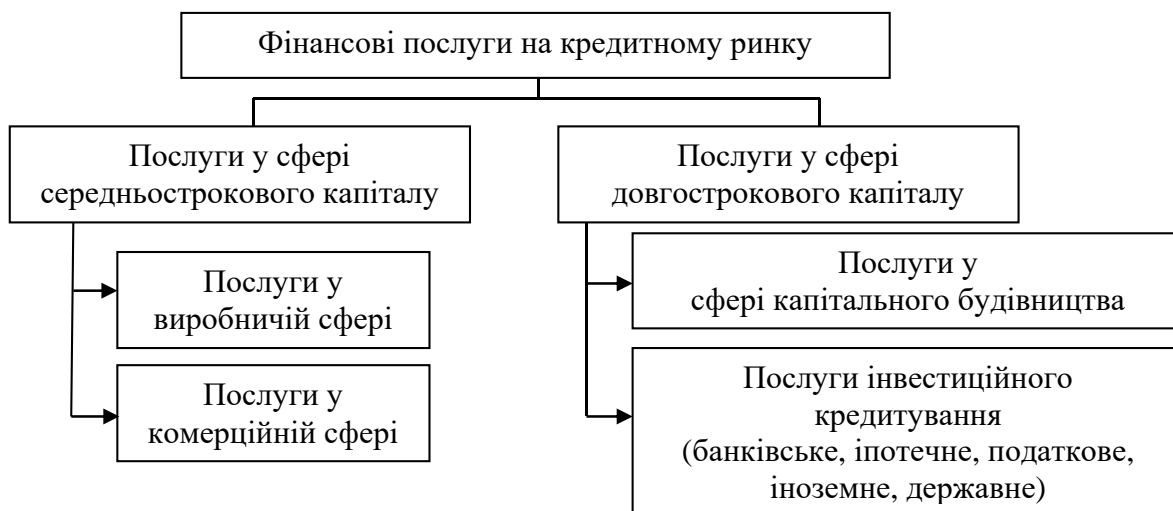 Фінансові послуги на кредитному ринку
Послуги у сфері
середньострокового капіталу
Послуги у сфері
довгострокового капіталу
Послуги у
виробничій сфері
Послуги у
комерційній сфері
Послуги у
сфері капітального будівництва
Послуги інвестиційного
кредитування
(банківське, іпотечне, податкове,
іноземне, державне)